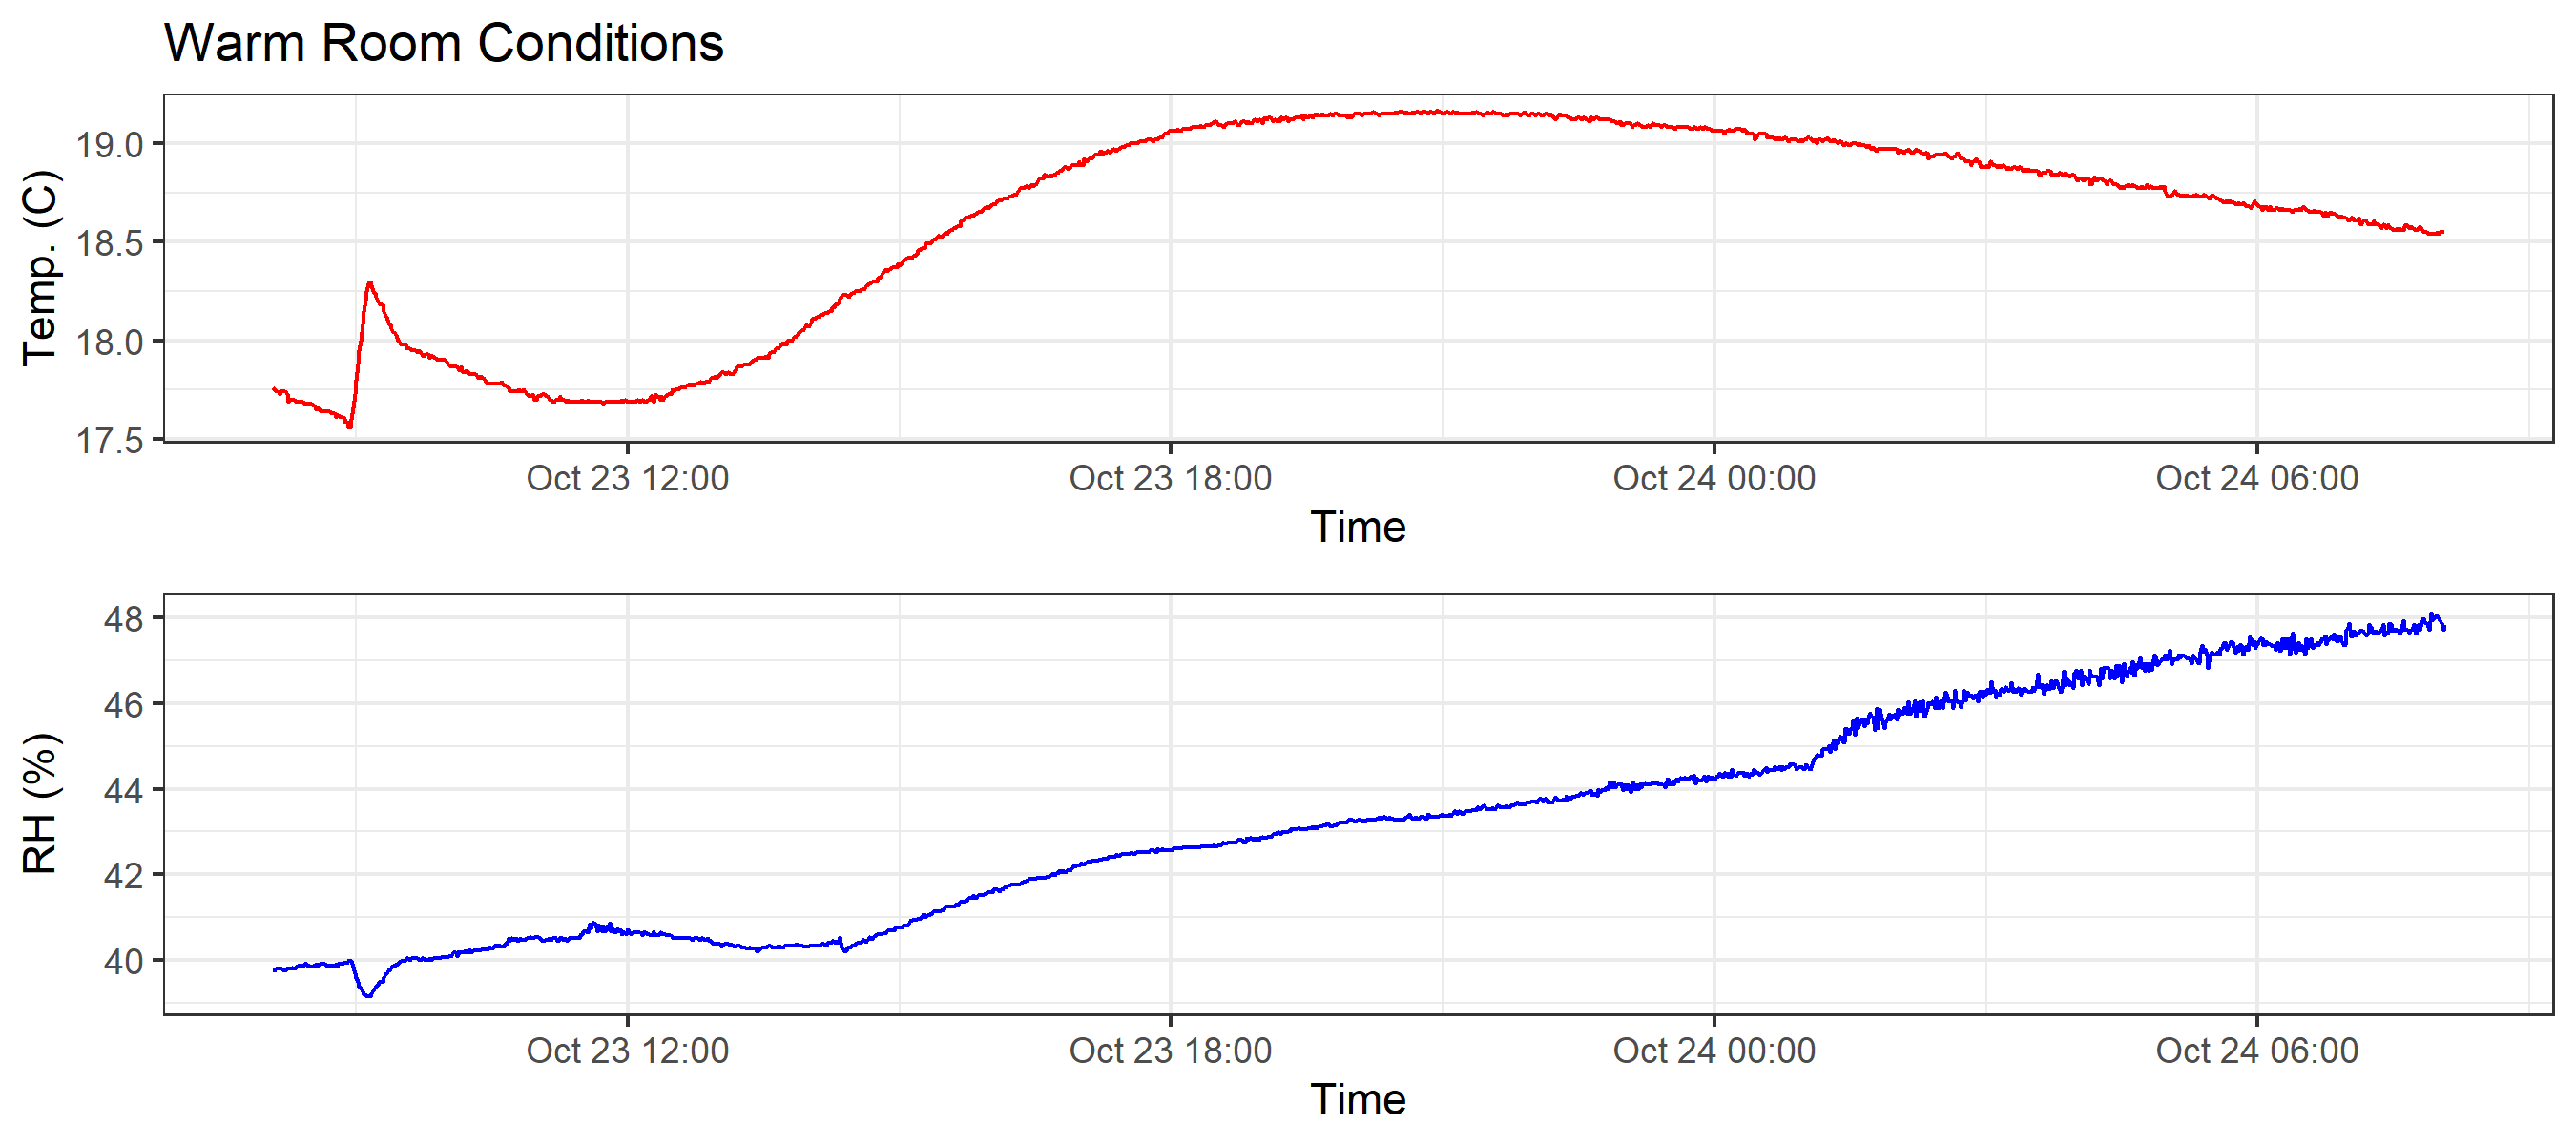 Warm Room Conditions
Temp. (C)
19.0
18.5
18.0
17.5
Oct 23 12:00 Oct 23 18:00 Oct 24 00:00 Oct 24 06:00
Time
RH (%)
48
46
44
42
40
Oct 23 12:00 Oct 23 18:00 Oct 24 00:00 Oct 24 06:00
Time